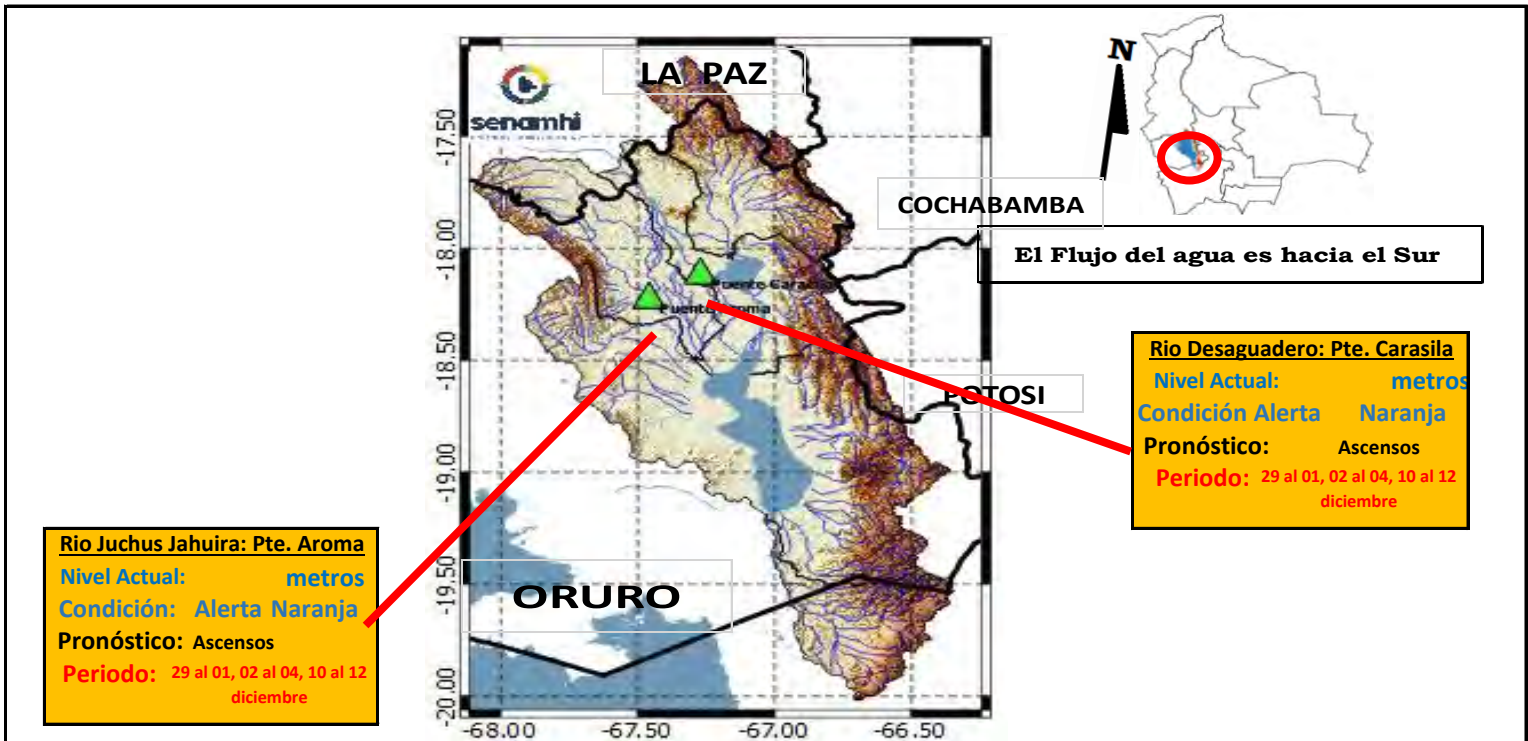 LA PAZ
senamhi
N
COCHABAMBA
El Flujo del agua es hacia el Sur
POTOSI
ORURO
Puente Aroma
Rio Desaguadero: Pte. Carasila
Nivel Actual: metros
Condición Alerta Naranja
Pronóstico: Ascensos
Periodo: 29 al 01, 02 al 04, 10 al 12
diciembre
Rio Juchus Jahuira: Pte. Aroma
Nivel Actual: metros
Condición: Alerta Naranja
Pronóstico: Ascensos
Periodo: 29 al 01, 02 al 04, 10 al 12
diciembre
-17.50
-18.00
-18.50
-19.00
-19.50
-20.00
-68.00 -67.50 -67.00 -66.50